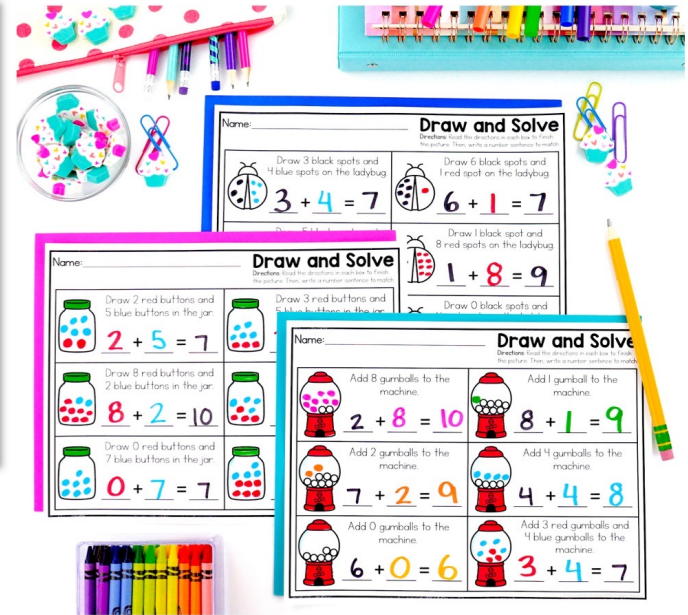 Name:
Draw and Solve
Directions: Read the directions in each box to finish
the picture. Then, write a number sentence to match
Draw 3 black spots and
4 blue spots on the ladybug.
3 + 4 = 7
Draw 6 black spots and
1 red spot on the ladybug.
6 + 1 = 7
Draw 1 black spot and
8 red spots on the ladybug.
1 + 8 = 9
Draw 0 black spots and
Name:
Draw and Solve
Directions: Read the directions in each box to finish
the picture. Then, write a number sentence to match
Draw 2 red buttons and
5 blue buttons in the jar.
2 + 5 = 7
Draw 3 red buttons and
Draw 8 red buttons and
2 blue buttons in the jar.
8 + 2 = 10
Draw 0 red buttons and
7 blue buttons in the jar.
0 + 7 = 7
Name:
Draw and Solve
Directions: Read the directions in each box to finish
the picture. Then, write a number sentence to match
Add 8 gumballs to the
machine.
2 + 8 = 10
Add 1 gumball to the
machine.
8 + 1 = 9
Add 2 gumballs to the
machine.
7 + 2 = 9
Add 4 gumballs to the
machine.
4 + 4 = 8
Add 0 gumballs to the
machine.
6 + 0 = 6
Add 3 red gumballs and
4 blue gumballs to the
machine.
3 + 4 = 7